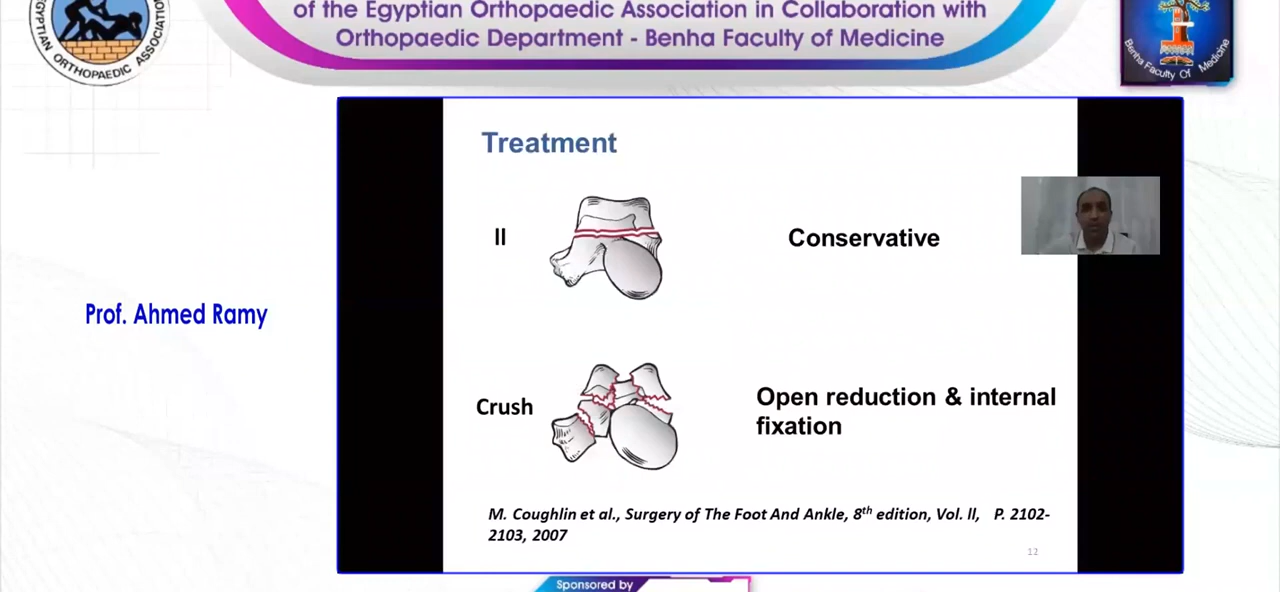 of the Egyptian Orthopaedic Association in Collaboration with
Orthopaedic Department - Benha Faculty of Medicine
EGYPTIAN ORTHOPAEDIC ASSOCIATION
Benha Faculty Of Medicine
Treatment
II
Conservative
Prof. Ahmed Ramy
Crush
Open reduction & internal
fixation
M. Coughlin et al., Surgery of The Foot And Ankle, 8th edition, Vol. ll, P. 2102-
2103, 2007
12
Sponsored by